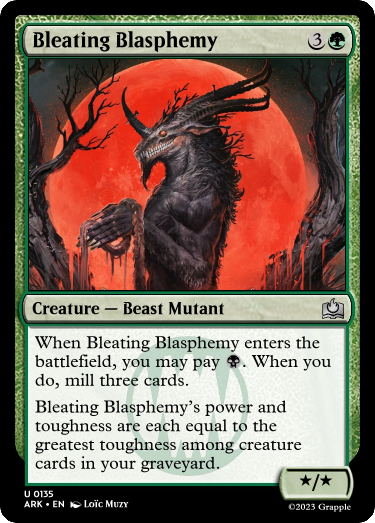 Bleating Blasphemy 3
Creature — Beast Mutant
When Bleating Blasphemy enters the
battlefield, you may pay . When you
do, mill three cards.
Bleating Blasphemy's power and
toughness are each equal to the
greatest toughness among creature
cards in your graveyard.
*/*
U 0135
ARK • EN Loïc Muzy
©2023 Grapple